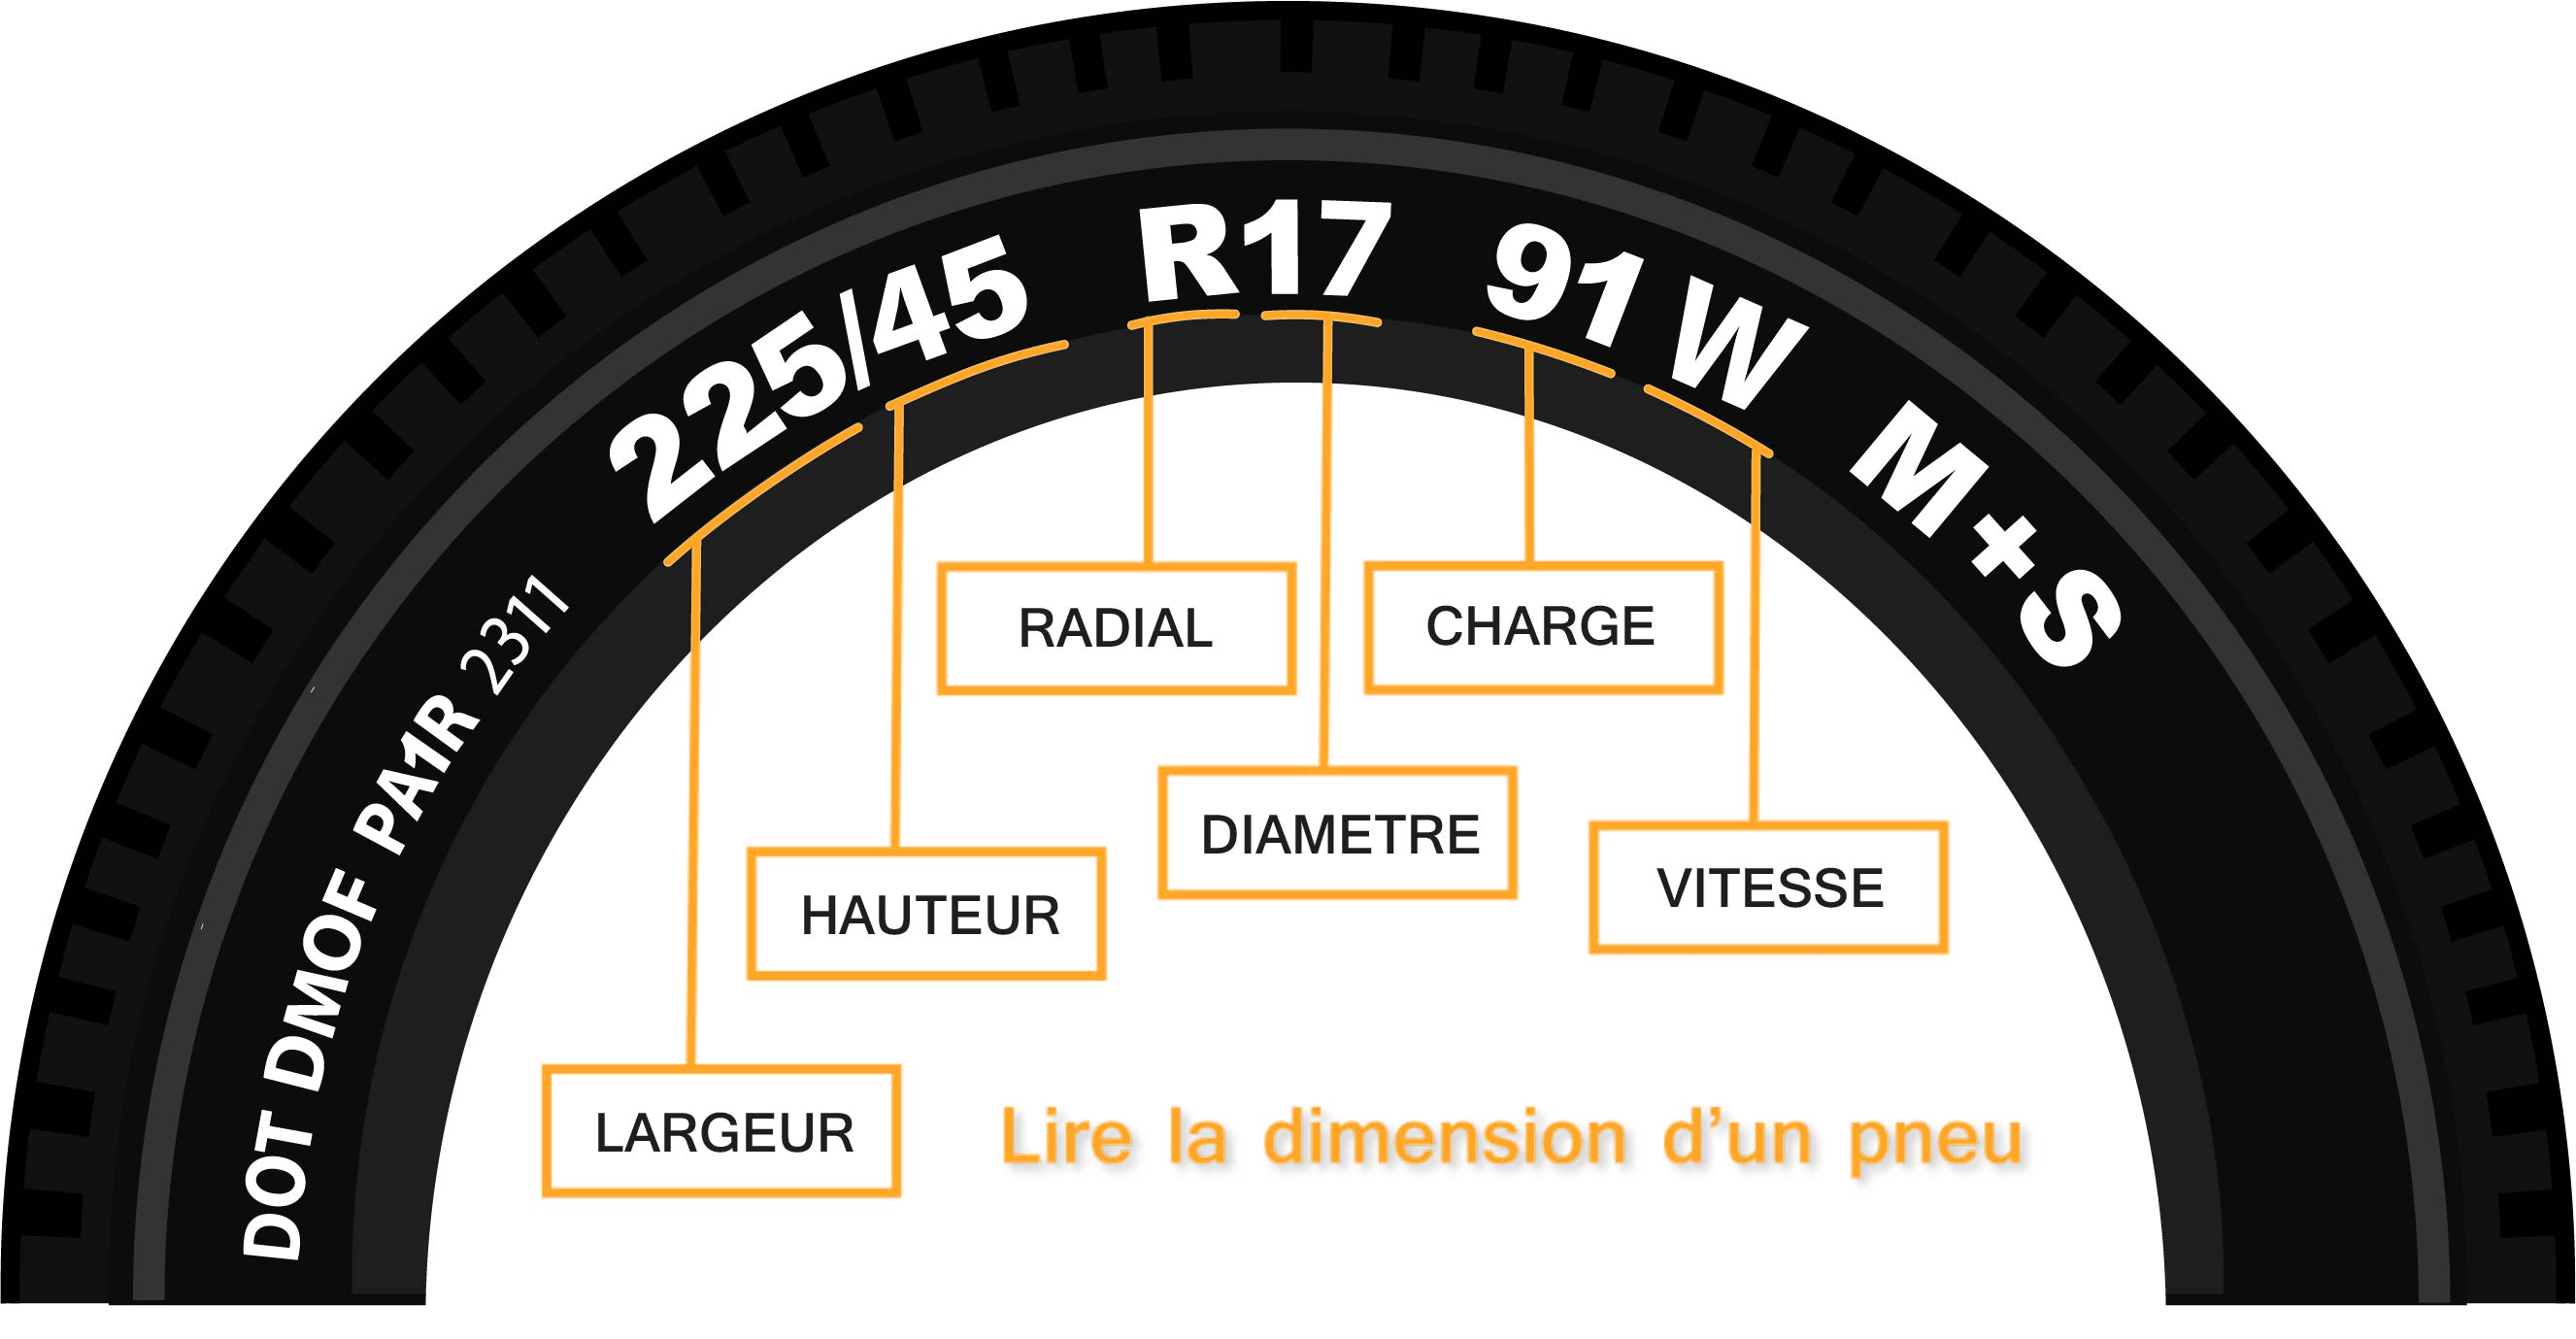 DOT DMOF PA1R 2311
225/45 R17 91 W M+S
RADIAL
CHARGE
DIAMETRE
VITESSE
HAUTEUR
LARGEUR
Lire la dimension d'un pneu